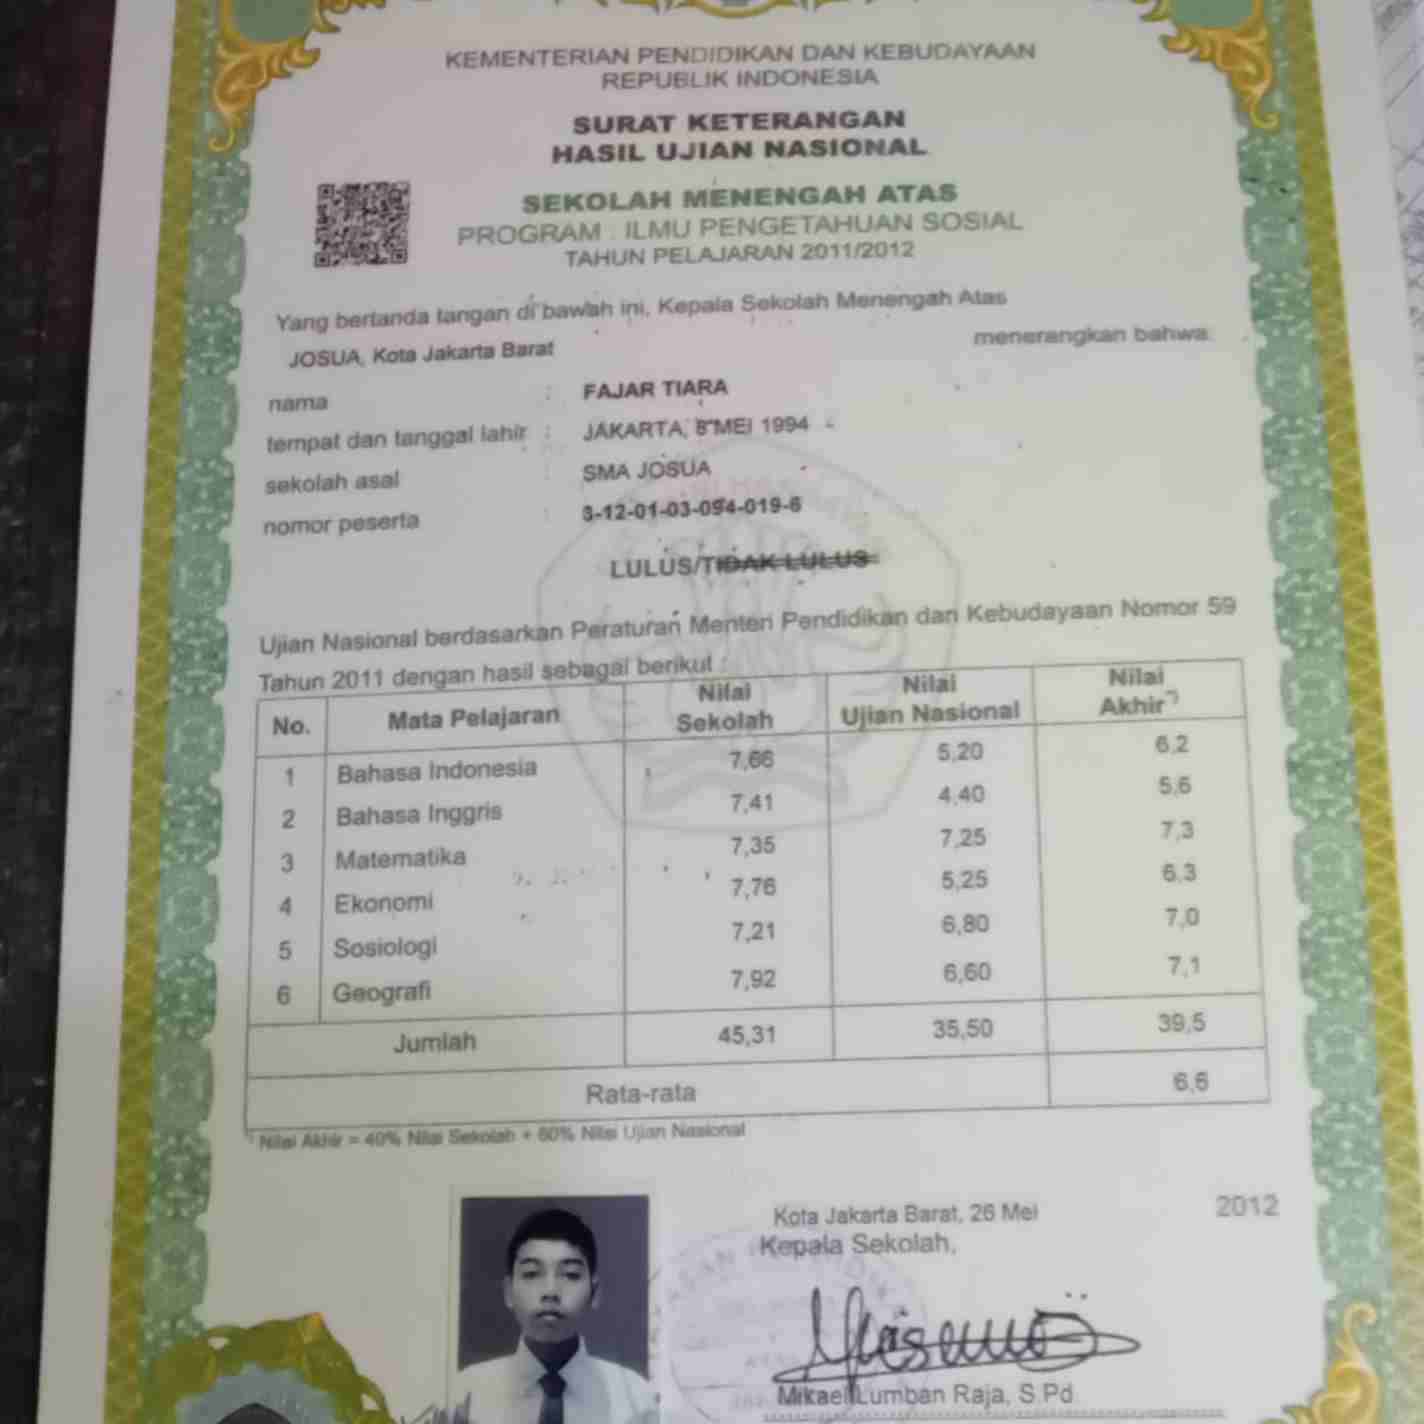 KEMENTERIAN PENDIDIKAN DAN KEBUDAYAAN
REPUBLIK INDONESIA
SURAT KETERANGAN
HASIL UJIAN NASIONAL
SEKOLAH MENENGAH ATAS
PROGRAM : ILMU PENGETAHUAN SOSIAL
TAHUN PELAJARAN 2011/2012
Yang bertanda tangan di bawah ini, Kepala Sekolah Menengah Atas
JOSUA, Kota Jakarta Barat menerangkan bahwa:
nama : FAJAR TIARA
tempat dan tanggal lahir : JAKARTA, 8 MEI 1994
sekolah asal : SMA JOSUA
nomor peserta : 3-12-01-03-094-019-6
LULUS/TIDAK LULUS
Ujian Nasional berdasarkan Peraturan Menteri Pendidikan dan Kebudayaan Nomor 59
Tahun 2011 dengan hasil sebagai berikut :
No. Mata Pelajaran Nilai Sekolah Nilai Ujian Nasional Nilai Akhir*)
1 Bahasa Indonesia 7,66 5,20 6,2
2 Bahasa Inggris 7,41 4,40 5,6
3 Matematika 7,35 7,25 7,3
4 Ekonomi 7,76 5,25 6,3
5 Sosiologi 7,21 6,80 7,0
6 Geografi 7,92 6,60 7,1
Jumlah 45,31 35,50 39,5
Rata-rata 6,6
*) Nilai Akhir = 40% Nilai Sekolah + 60% Nilai Ujian Nasional
Kota Jakarta Barat, 26 Mei 2012
Kepala Sekolah,
Mikael Lumban Raja, S.Pd